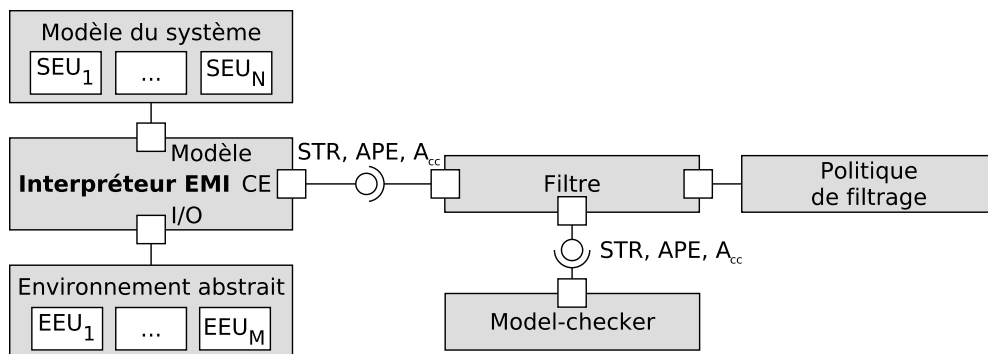 Modèle du système
SEU1 ... SEUN
Modèle
Interpréteur EMI CE
I/O
STR, APE, Acc
Filtre
Politique
de filtrage
STR, APE, Acc
Environnement abstrait
EEU1 ... EEUM
Model-checker